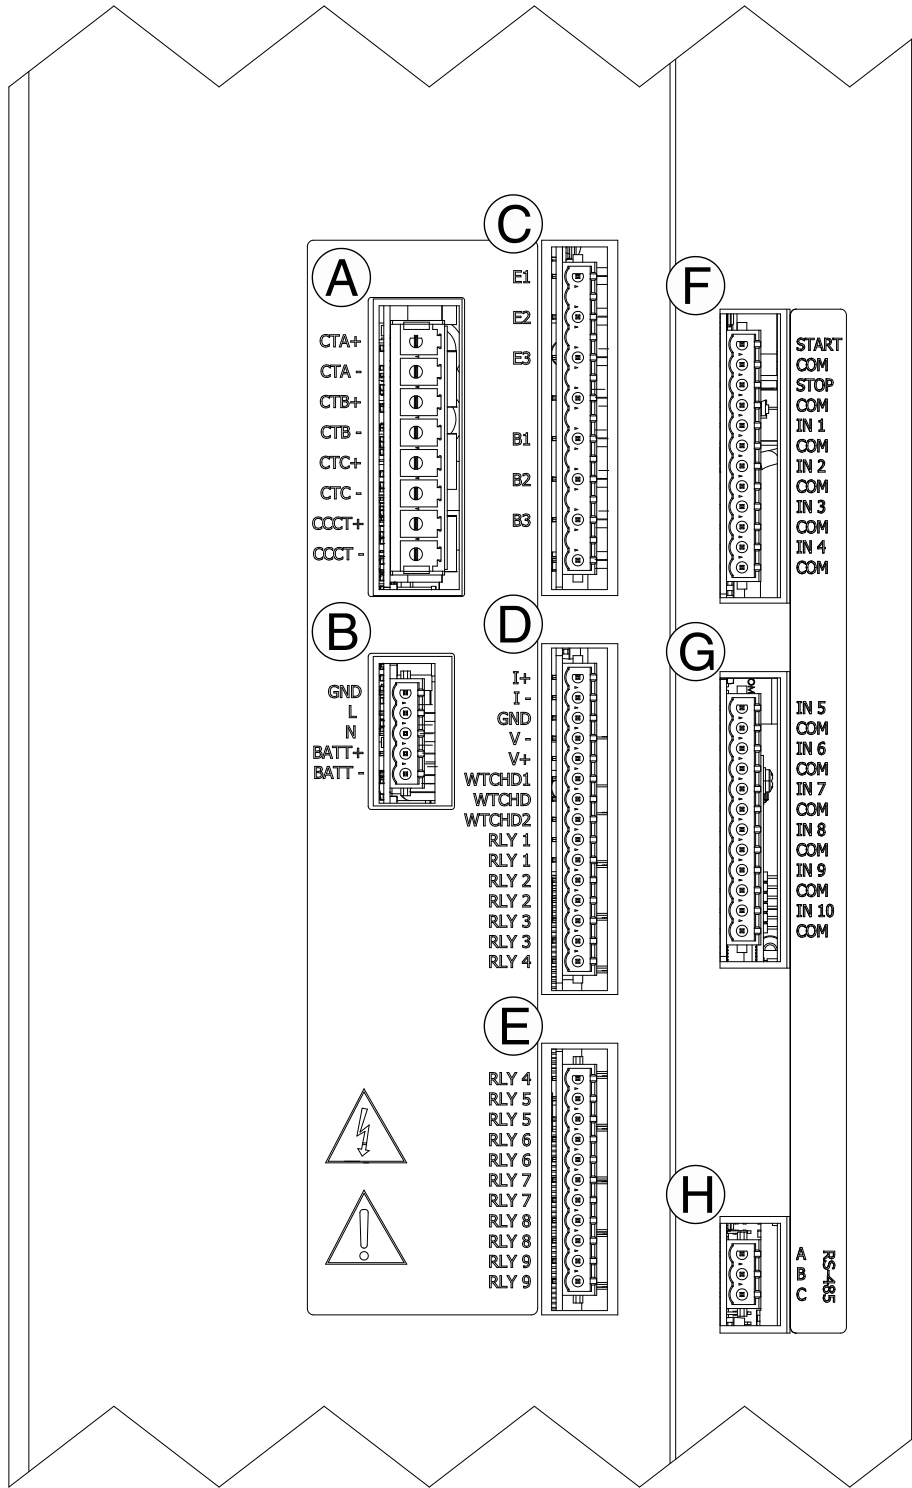 A
CTA+
CTA -
CTB+
CTB -
CTC+
CTC -
CCCT+
CCCT -
B
GND
L
N
BATT+
BATT -
C
E1
E2
E3
B1
B2
B3
D
I+
I -
GND
V -
V+
WTCHD1
WTCHD
WTCHD2
RLY 1
RLY 1
RLY 2
RLY 2
RLY 3
RLY 3
RLY 4
E
RLY 4
RLY 5
RLY 5
RLY 6
RLY 6
RLY 7
RLY 7
RLY 8
RLY 8
RLY 9
RLY 9
F
START
COM
STOP
COM
IN 1
COM
IN 2
COM
IN 3
COM
IN 4
COM
G
IN 5
COM
IN 6
COM
IN 7
COM
IN 8
COM
IN 9
COM
IN 10
COM
H
A
B
C
RS-485